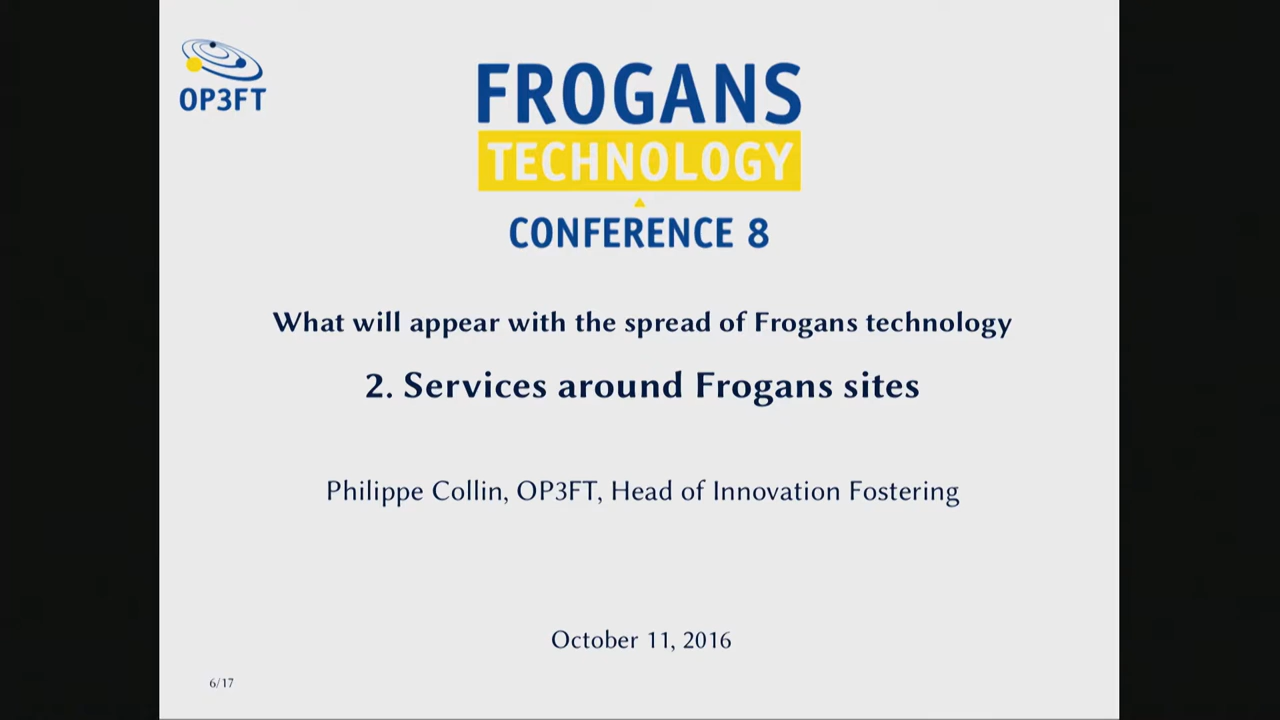 OP3FT
FROGANS
TECHNOLOGY
CONFERENCE 8
What will appear with the spread of Frogans technology
2. Services around Frogans sites
Philippe Collin, OP3FT, Head of Innovation Fostering
October 11, 2016
6/17